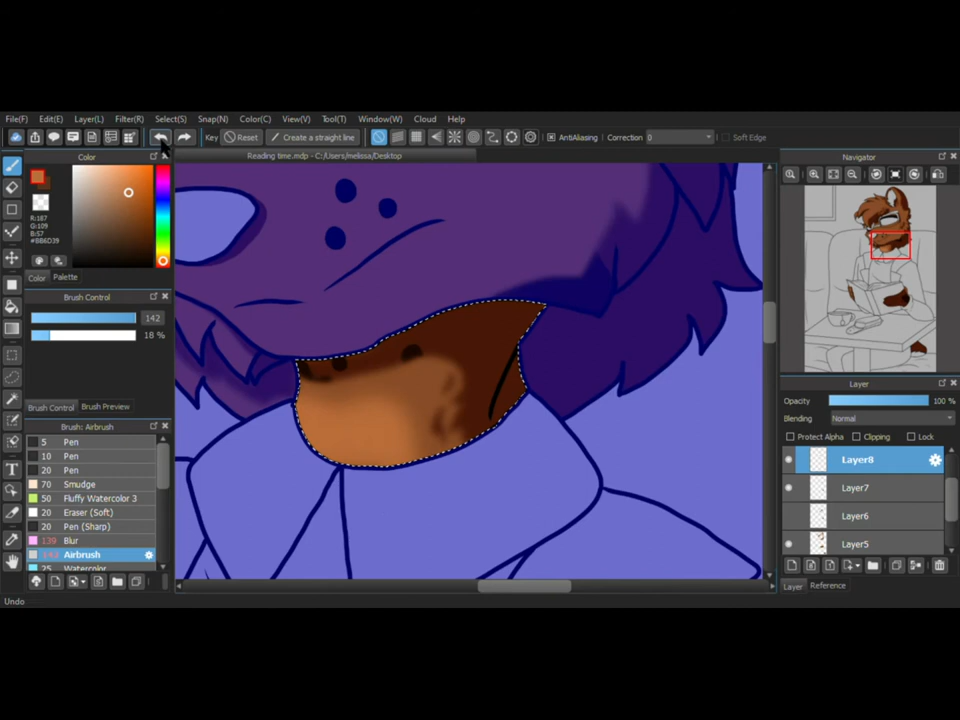 File(F) Edit(E) Layer(L) Filter(R) Select(S) Snap(N) Color(C) View(V) Tool(T) Window(W) Cloud Help
Key Reset Create a straight line AntiAliasing Correction 0 Soft Edge
Color
Reading time.mdp - C:/Users/melissa/Desktop
Navigator
R:187
G:109
B:57
#BB6D39
Color Palette
Brush Control
142
18 %
Brush Control Brush Preview
Brush: Airbrush
5 Pen
10 Pen
20 Pen
70 Smudge
50 Fluffy Watercolor 3
20 Eraser (Soft)
20 Pen (Sharp)
139 Blur
142 Airbrush
25 Watercolor
Layer
Opacity 100 %
Blending Normal
Protect Alpha Clipping Lock
Layer8
Layer7
Layer6
Layer5
Layer Reference
Undo